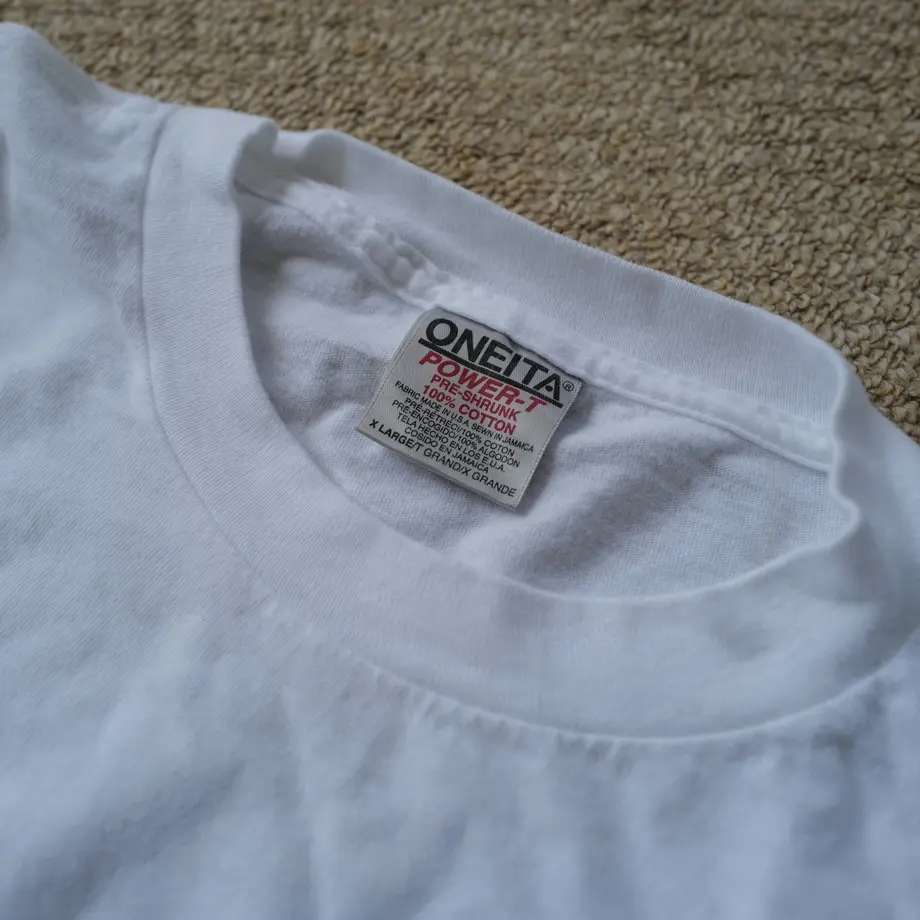 ONEITA®
POWER-T
PRE-SHRUNK
100% COTTON
FABRIC MADE IN U.S.A. SEWN IN JAMAICA
PRE-RETRECI/100% COTON
PRE-ENCOGIDO/100% ALGODON
TELA HECHO EN LOS E.U.A.
COSIDO EN JAMAICA
X LARGE/T GRAND/X GRANDE